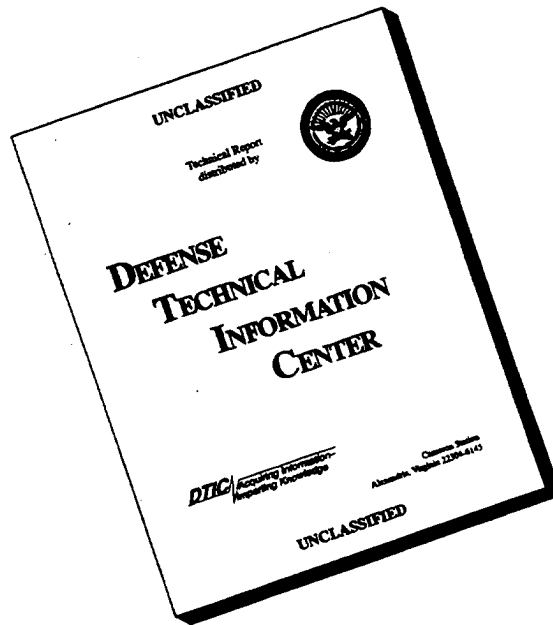 UNCLASSIFIED
Technical Report
distributed by
DEFENSE
TECHNICAL
INFORMATION
CENTER
DTIC Acquiring Information—
Imparting Knowledge
Cameron Station
Alexandria, Virginia 22304-6145
UNCLASSIFIED